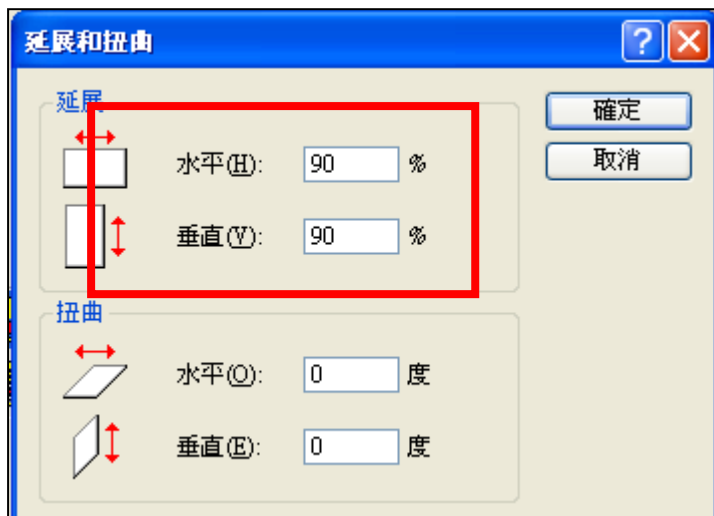 延展和扭曲
延展
確定
水平(H): 90 %
取消
垂直(V): 90 %
扭曲
水平(O): 0 度
垂直(E): 0 度